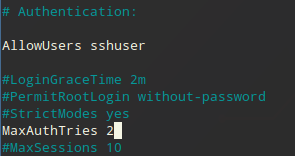 # Authentication:
AllowUsers sshuser
#LoginGraceTime 2m
#PermitRootLogin without-password
#StrictModes yes
MaxAuthTries 2
#MaxSessions 10